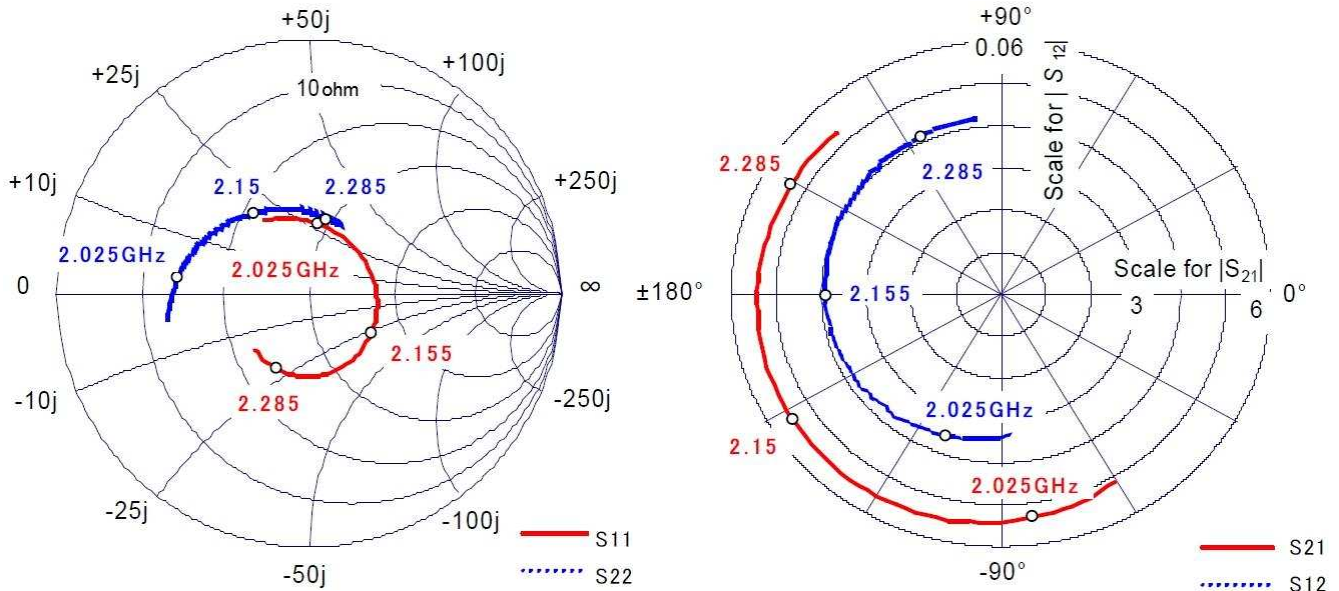 +50j
+25j
+100j
10 ohm
+10j
+250j
2.15
2.285
2.025GHz
2.025GHz
0
∞
2.155
2.285
-10j
-250j
-25j
-100j
-50j
S11
S22
+90°
0.06
Scale for | S12|
2.285
2.285
Scale for |S21|
±180°
2.155
3
6
0°
2.025GHz
2.15
2.025GHz
-90°
S21
S12